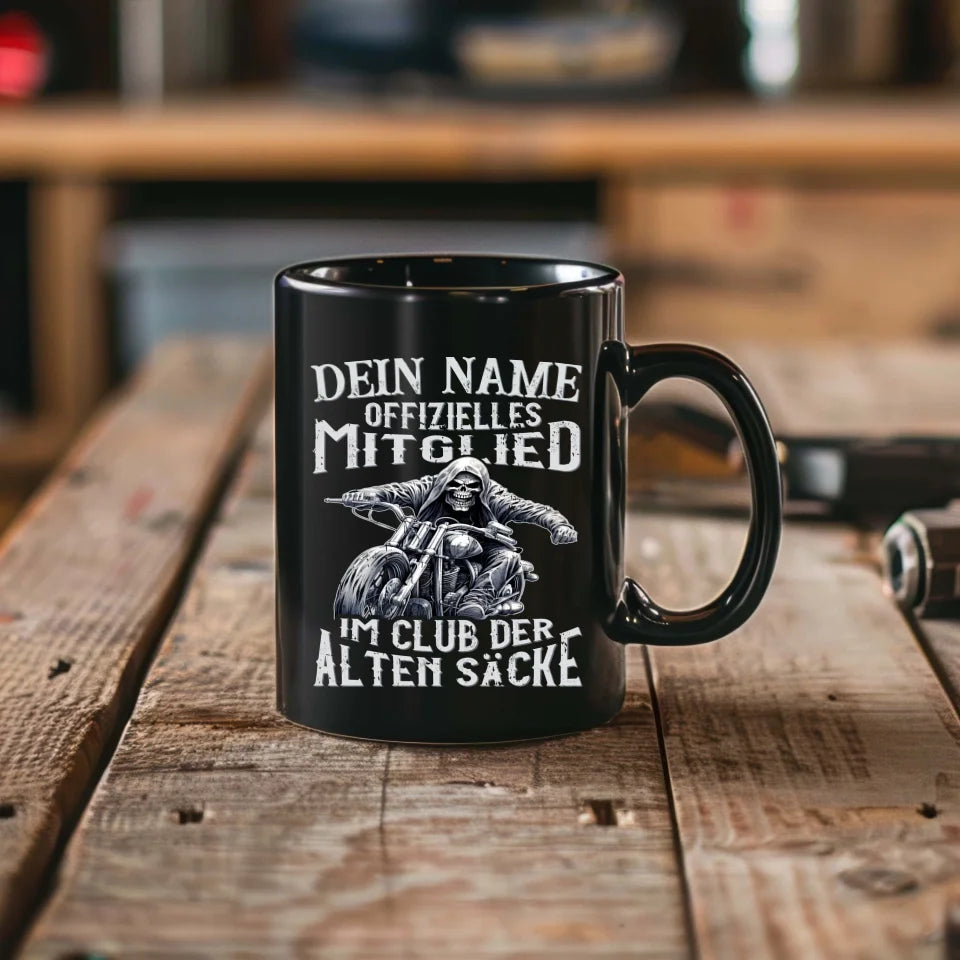 DEIN NAME
OFFIZIELLES
MITGLIED
IM CLUB DER
ALTEN SÄCKE